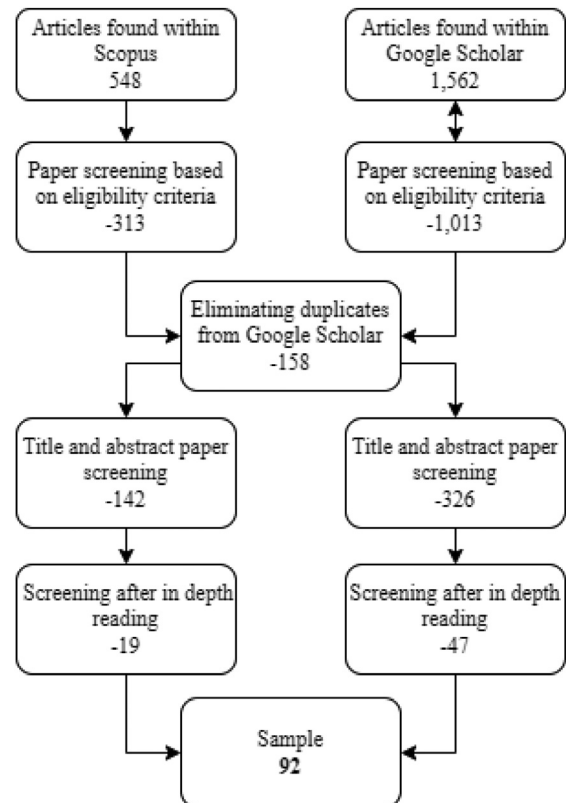 Articles found within
Scopus
548
Articles found within
Google Scholar
1,562
Paper screening based
on eligibility criteria
-313
Paper screening based
on eligibility criteria
-1,013
Eliminating duplicates
from Google Scholar
-158
Title and abstract paper
screening
-142
Title and abstract paper
screening
-326
Screening after in depth
reading
-19
Screening after in depth
reading
-47
Sample
92